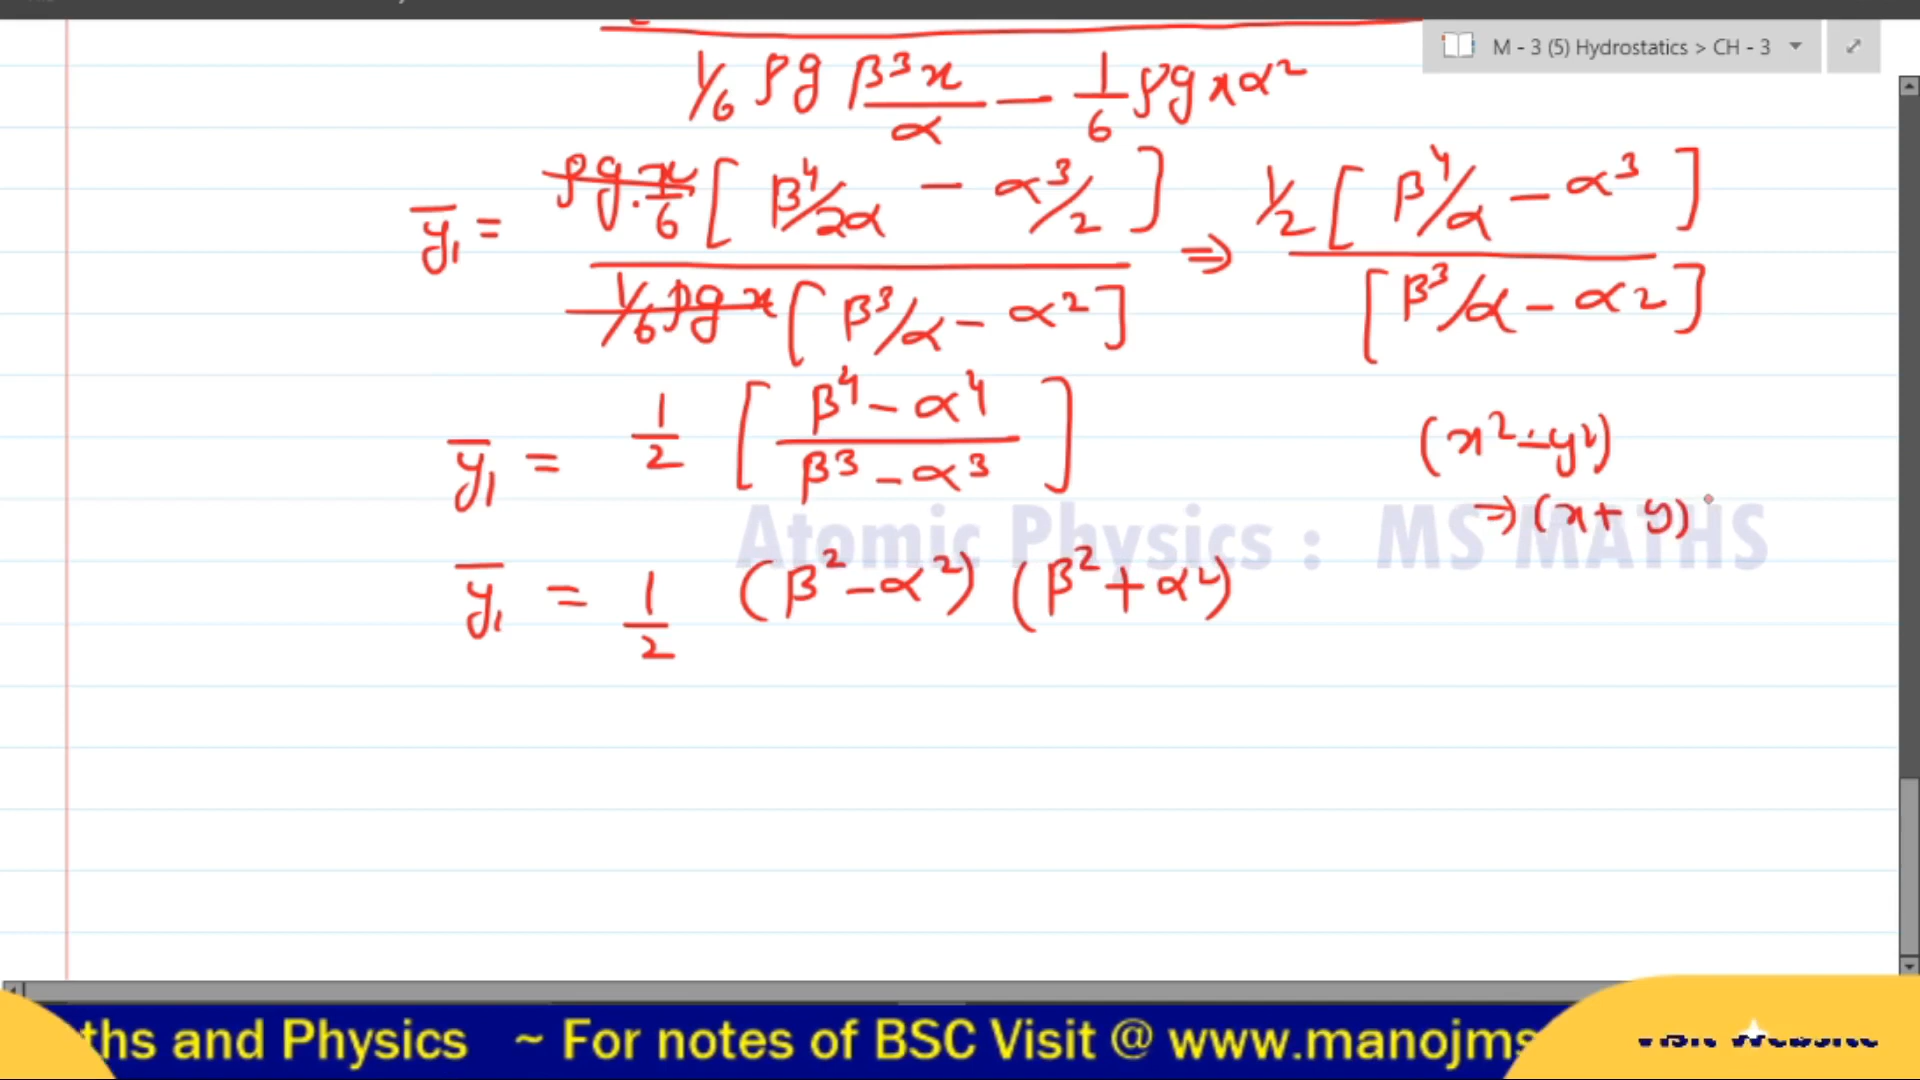 M - 3 (5) Hydrostatics > CH - 3
1/6 ρg β³x/α − 1/6 ρg x α²
ȳ₁ = ρg·x/6 [ β⁴/2α − α³/2 ] / 1/6 ρg x [ β³/α − α² ] ⇒ 1/2 [ β⁴/α − α³ ] / [ β³/α − α2 ]
ȳ₁ = 1/2 [ β⁴ − α⁴ / β³ − α³ ]
(x² − y²)
⇒ (x + y)
Atomic Physics : MS MATHS
ȳ₁ = 1/2 (β² − α²) (β² + α²)
ths and Physics ~ For notes of BSC Visit @ www.manojms
Visit Website